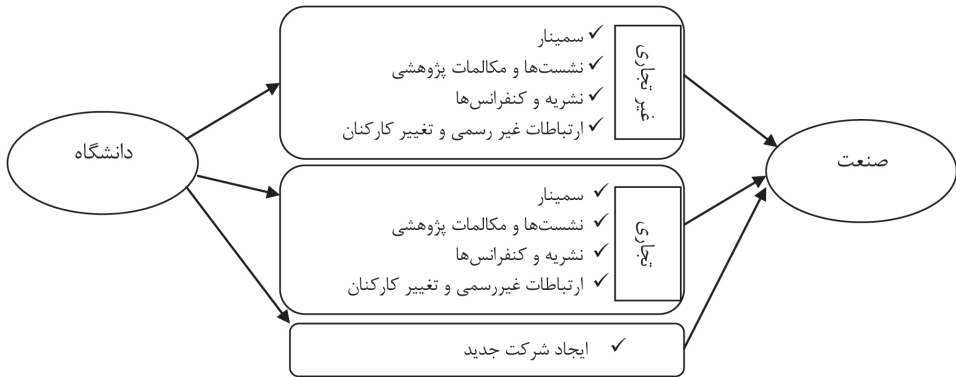 غیر تجاری
✓ سمینار
✓ نشست‌ها و مکالمات پژوهشی
✓ نشریه و کنفرانس‌ها
✓ ارتباطات غیر رسمی و تغییر کارکنان
دانشگاه
صنعت
تجاری
✓ سمینار
✓ نشست‌ها و مکالمات پژوهشی
✓ نشریه و کنفرانس‌ها
✓ ارتباطات غیررسمی و تغییر کارکنان
✓ ایجاد شرکت جدید